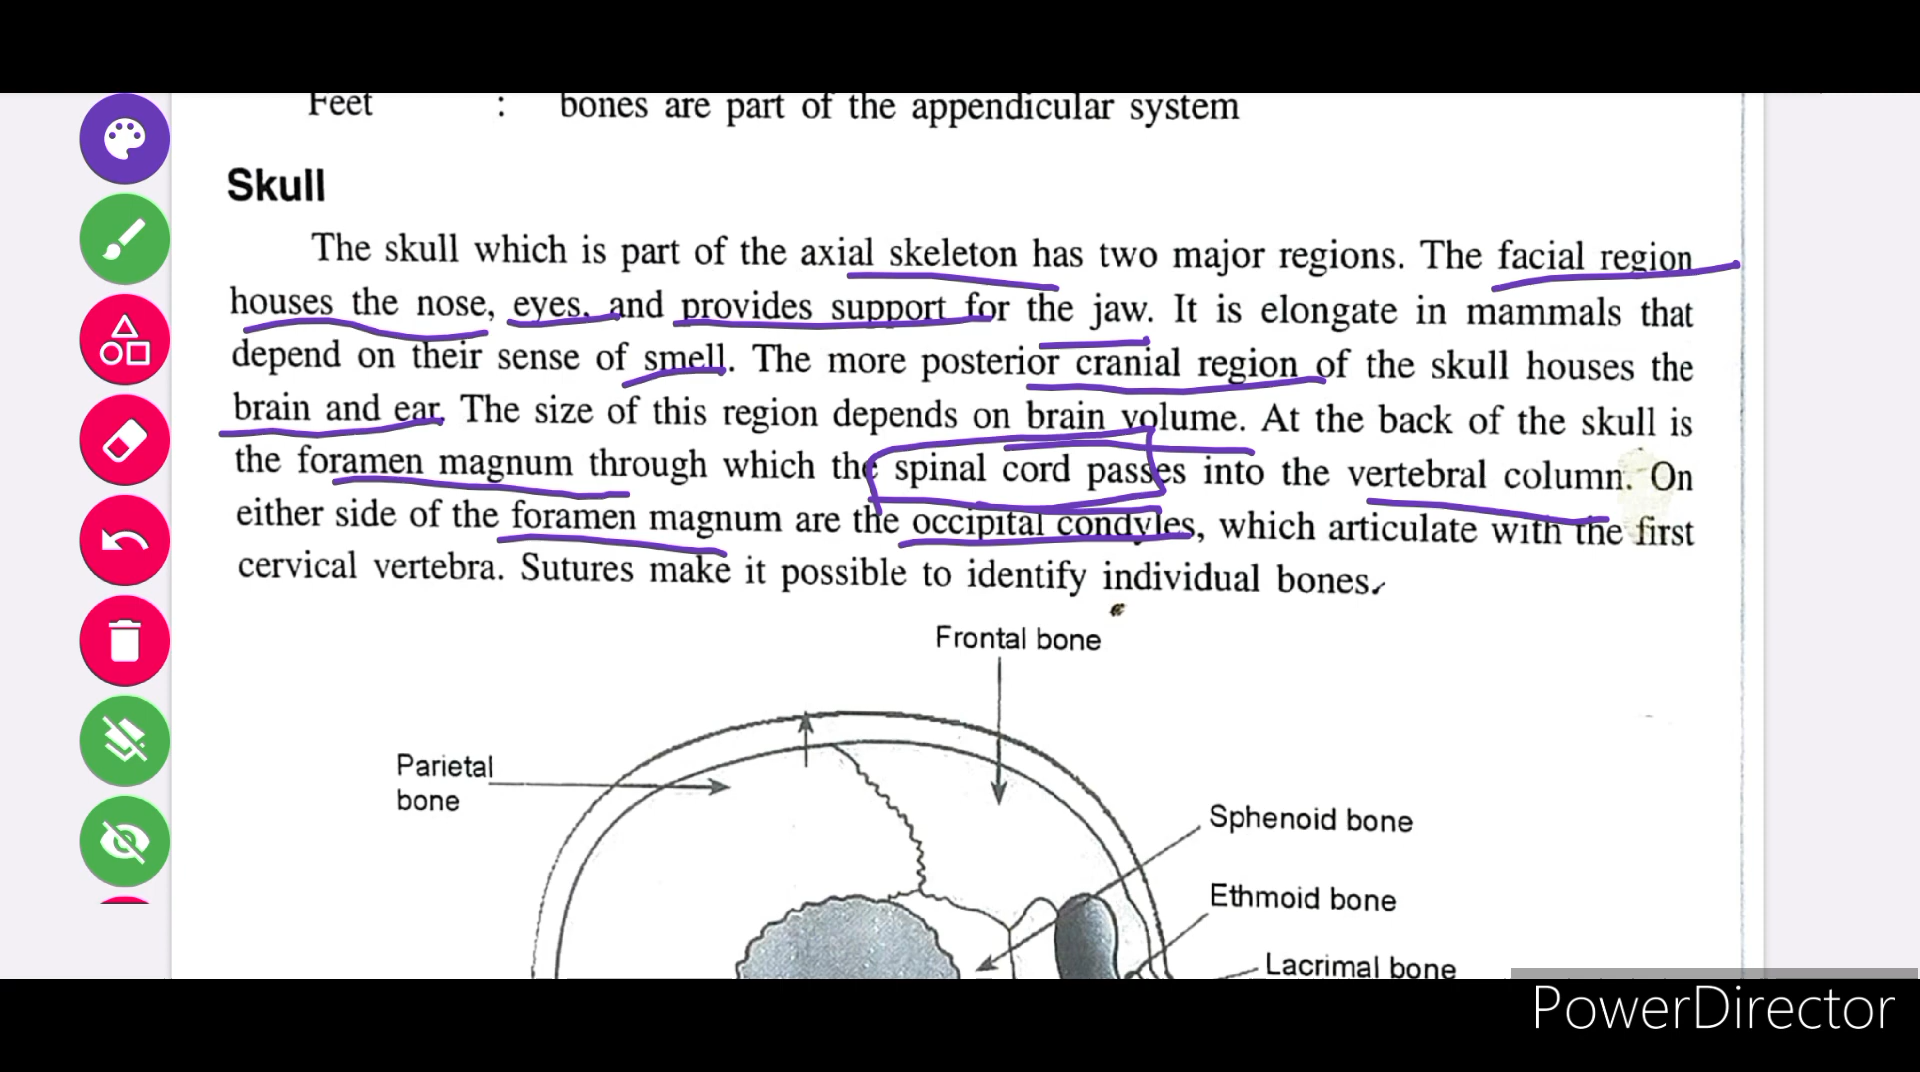 Feet : bones are part of the appendicular system
Skull
The skull which is part of the axial skeleton has two major regions. The facial region
houses the nose, eyes, and provides support for the jaw. It is elongate in mammals that
depend on their sense of smell. The more posterior cranial region of the skull houses the
brain and ear. The size of this region depends on brain volume. At the back of the skull is
the foramen magnum through which the spinal cord passes into the vertebral column. On
either side of the foramen magnum are the occipital condyles, which articulate with the first
cervical vertebra. Sutures make it possible to identify individual bones.
Frontal bone
Parietal
bone
Sphenoid bone
Ethmoid bone
Lacrimal bone
PowerDirector